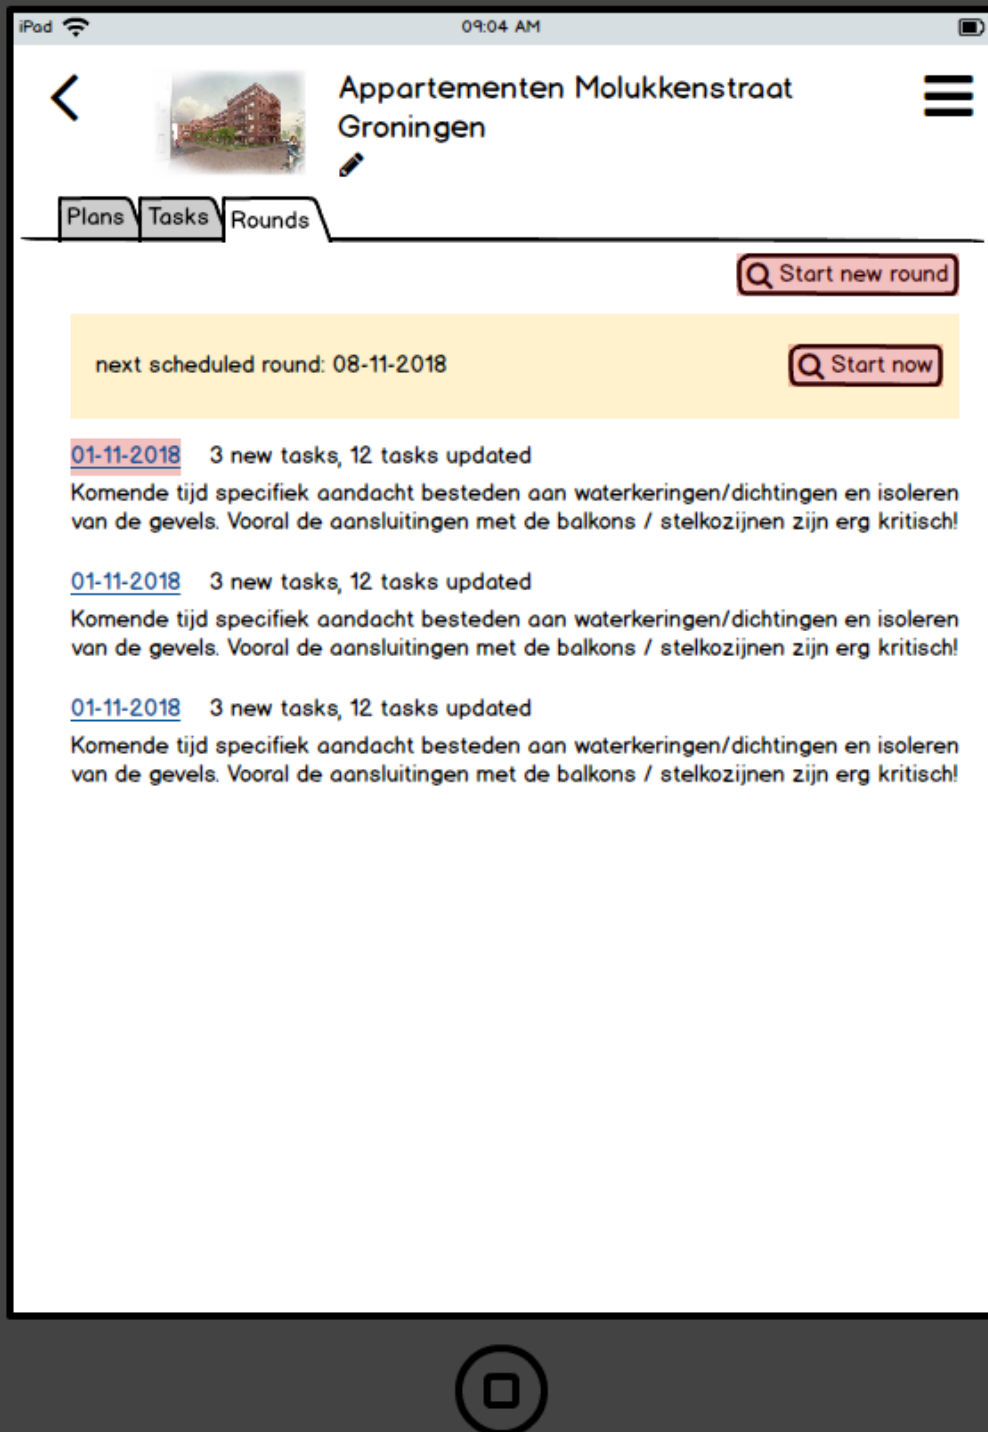 iPad 09:04 AM
Appartementen Molukkenstraat
Groningen
Plans Tasks Rounds
Start new round
next scheduled round: 08-11-2018 Start now
01-11-2018 3 new tasks, 12 tasks updated
Komende tijd specifiek aandacht besteden aan waterkeringen/dichtingen en isoleren
van de gevels. Vooral de aansluitingen met de balkons / stelkozijnen zijn erg kritisch!
01-11-2018 3 new tasks, 12 tasks updated
Komende tijd specifiek aandacht besteden aan waterkeringen/dichtingen en isoleren
van de gevels. Vooral de aansluitingen met de balkons / stelkozijnen zijn erg kritisch!
01-11-2018 3 new tasks, 12 tasks updated
Komende tijd specifiek aandacht besteden aan waterkeringen/dichtingen en isoleren
van de gevels. Vooral de aansluitingen met de balkons / stelkozijnen zijn erg kritisch!